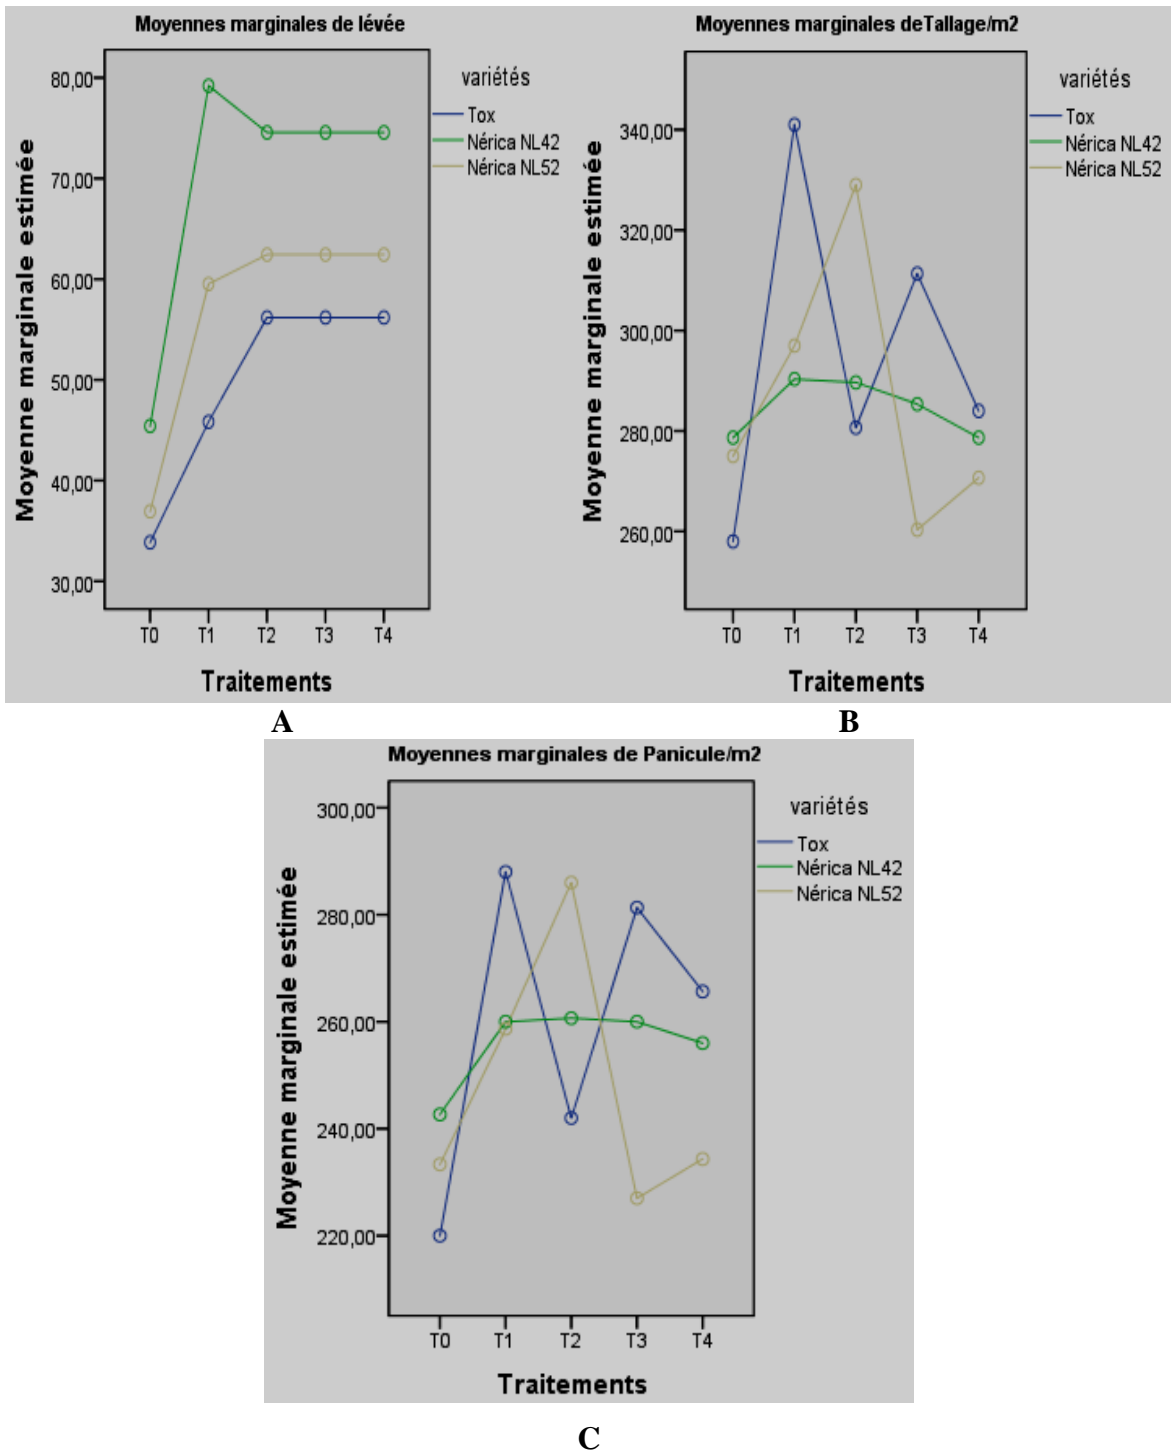 Moyennes marginales de lévée
Moyenne marginale estimée
80,00
70,00
60,00
50,00
40,00
30,00
T0 T1 T2 T3 T4
Traitements
variétés
Tox
Nérica NL42
Nérica NL52
A
Moyennes marginales deTallage/m2
Moyenne marginale estimée
340,00
320,00
300,00
280,00
260,00
T0 T1 T2 T3 T4
Traitements
variétés
Tox
Nérica NL42
Nérica NL52
B
Moyennes marginales de Panicule/m2
Moyenne marginale estimée
300,00
280,00
260,00
240,00
220,00
T0 T1 T2 T3 T4
Traitements
variétés
Tox
Nérica NL42
Nérica NL52
C